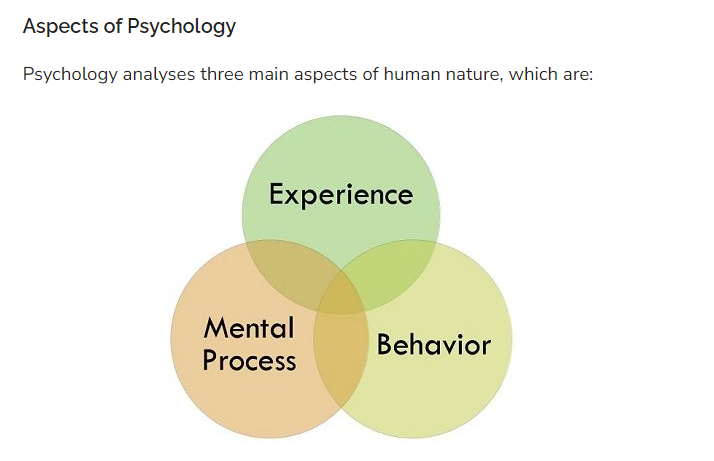 Aspects of Psychology
Psychology analyses three main aspects of human nature, which are:
Experience
Mental
Process
Behavior